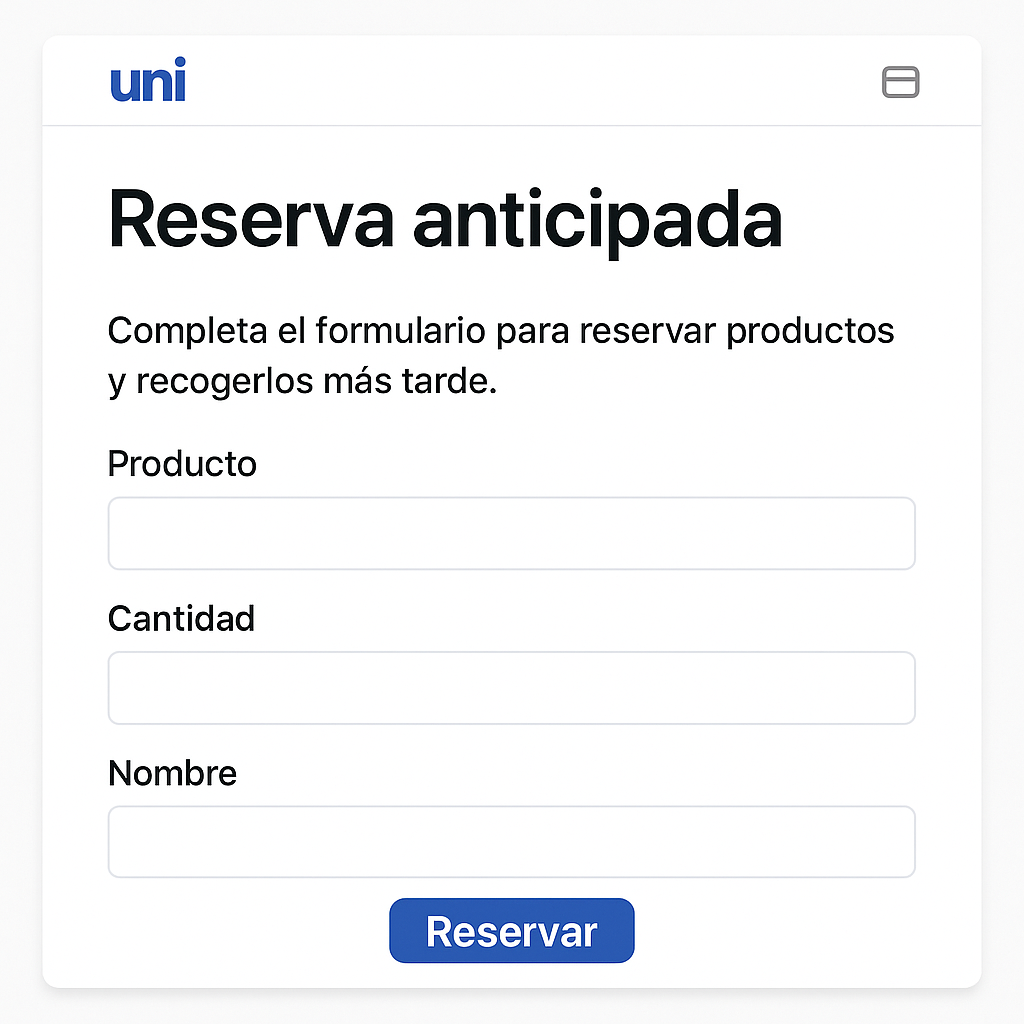 uni
Reserva anticipada
Completa el formulario para reservar productos
y recogerlos más tarde.
Producto
Cantidad
Nombre
Reservar